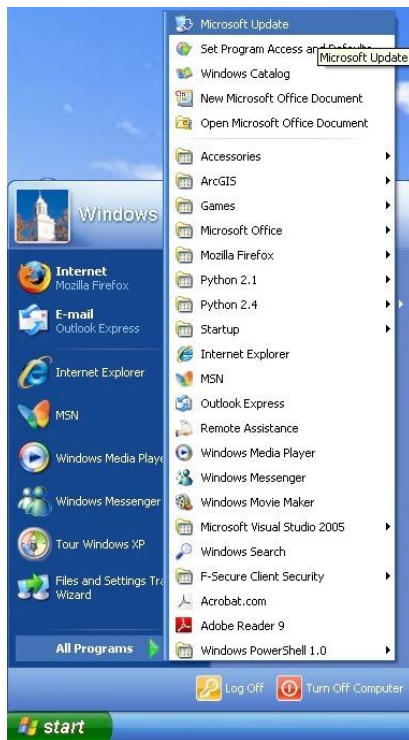 Microsoft Update
Set Program Access and Defaults
Microsoft Update
Windows Catalog
New Microsoft Office Document
Open Microsoft Office Document
Accessories
ArcGIS
Games
Microsoft Office
Mozilla Firefox
Python 2.1
Python 2.4
Startup
Internet Explorer
MSN
Outlook Express
Remote Assistance
Windows Media Player
Windows Messenger
Windows Movie Maker
Microsoft Visual Studio 2005
Windows Search
F-Secure Client Security
Acrobat.com
Adobe Reader 9
Windows PowerShell 1.0
Windows
Internet
Mozilla Firefox
E-mail
Outlook Express
Internet Explorer
MSN
Windows Media Playe
Windows Messenger
Tour Windows XP
Files and Settings Tra
Wizard
All Programs
Log Off
Turn Off Computer
start